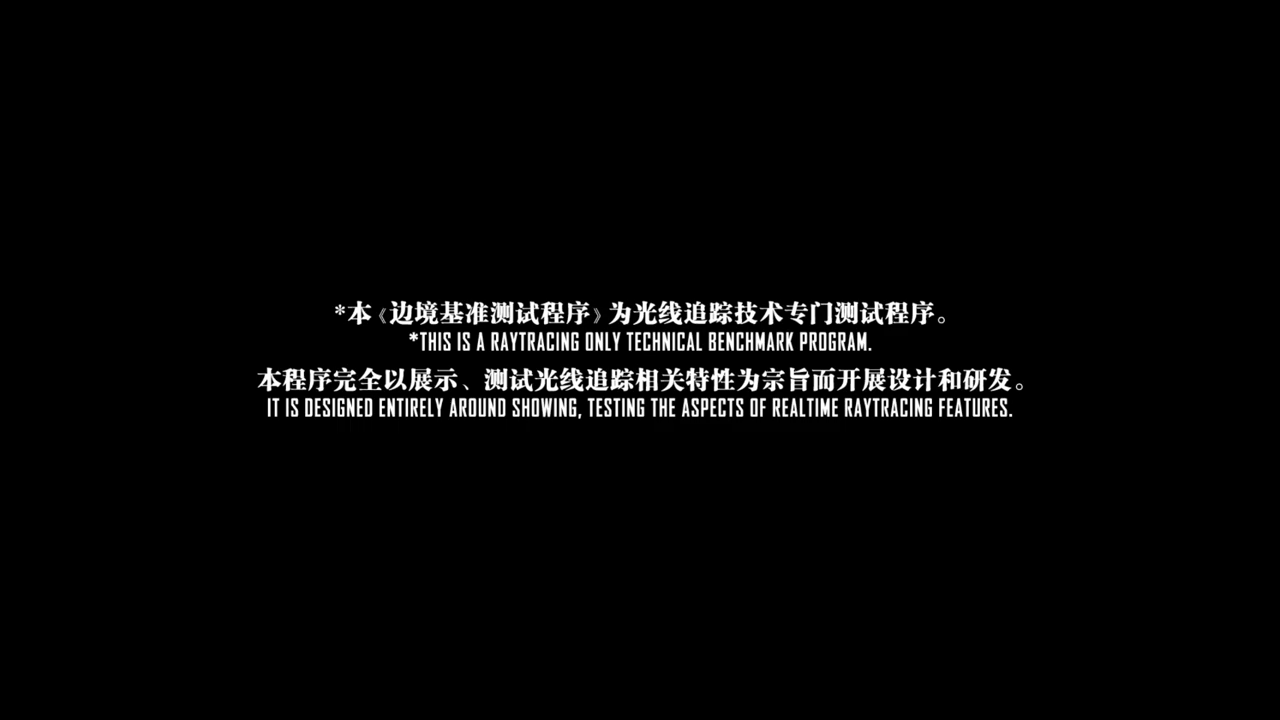 *本《边境基准测试程序》为光线追踪技术专门测试程序。
*THIS IS A RAYTRACING ONLY TECHNICAL BENCHMARK PROGRAM.
本程序完全以展示、测试光线追踪相关特性为宗旨而开展设计和研发。
IT IS DESIGNED ENTIRELY AROUND SHOWING, TESTING THE ASPECTS OF REALTIME RAYTRACING FEATURES.